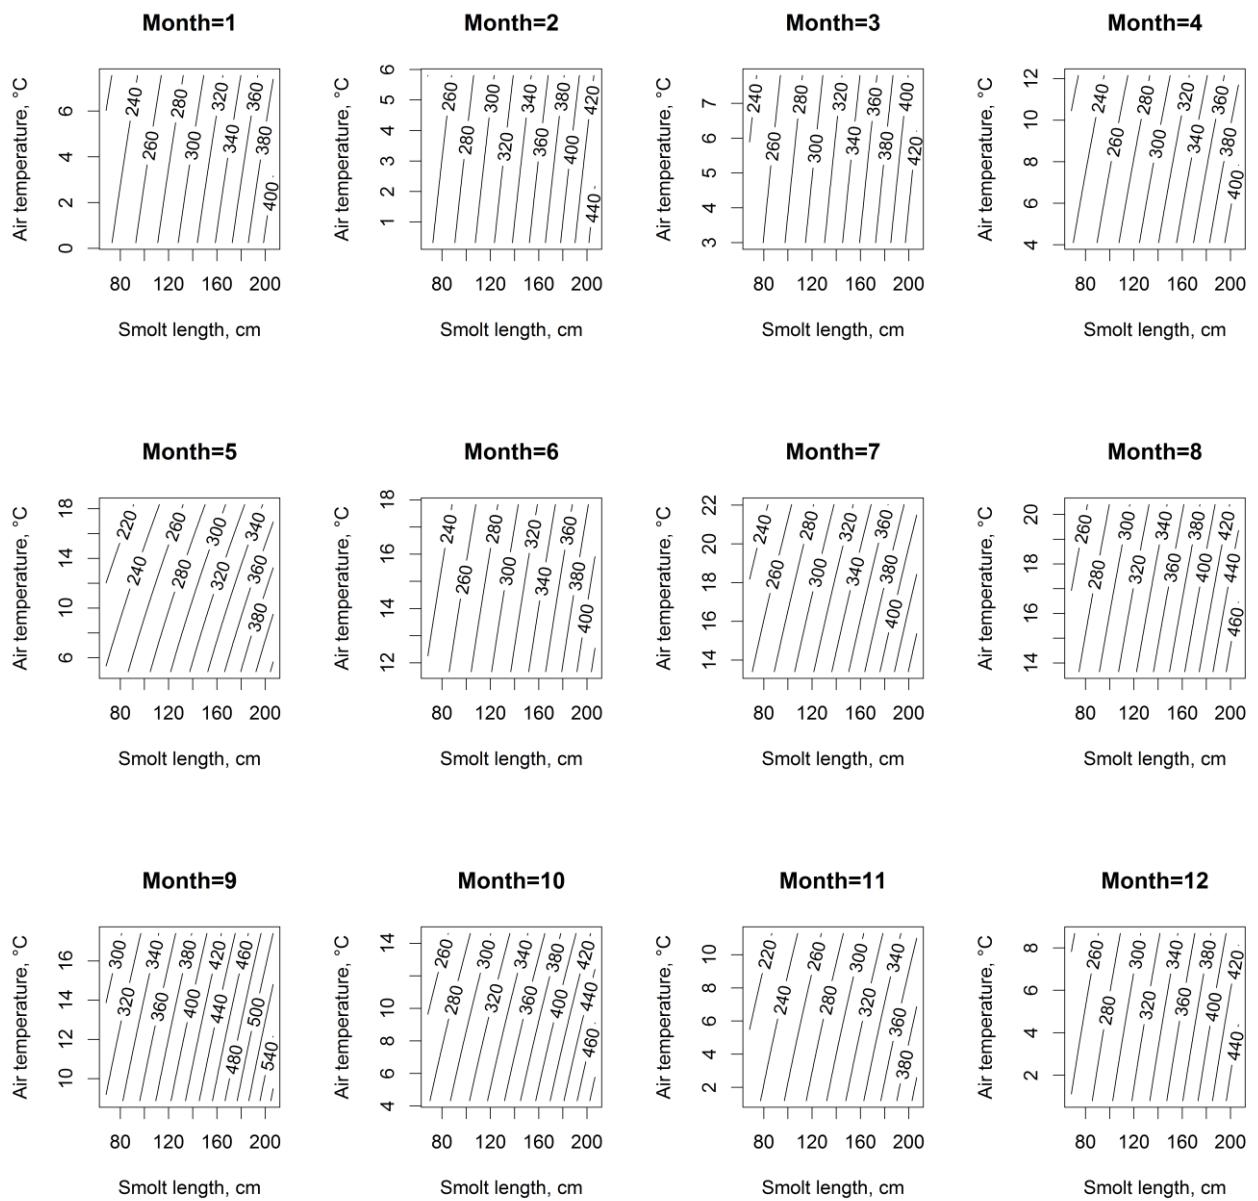 Month=1 Month=2 Month=3 Month=4
Air temperature, °C
6
4
2
0
240 280 320 360
260 300 340 380
400
80 120 160 200
Smolt length, cm
Air temperature, °C
6
5
4
3
2
1
260 300 340 380 420
280 320 360 400
440
80 120 160 200
Smolt length, cm
Air temperature, °C
7
6
5
4
3
240 280 320 360 400
260 300 340 380 420
80 120 160 200
Smolt length, cm
Air temperature, °C
12
10
8
6
4
240 280 320 360
260 300 340 380
400
80 120 160 200
Smolt length, cm
Month=5 Month=6 Month=7 Month=8
Air temperature, °C
18
14
10
6
220 260 300 340
240 280 320 360
380
80 120 160 200
Smolt length, cm
Air temperature, °C
18
16
14
12
240 280 320 360
260 300 340 380
400
80 120 160 200
Smolt length, cm
Air temperature, °C
22
20
18
16
14
240 280 320 360
260 300 340 380
400
80 120 160 200
Smolt length, cm
Air temperature, °C
20
18
16
14
260 300 340 380 420
280 320 360 400 440
460
80 120 160 200
Smolt length, cm
Month=9 Month=10 Month=11 Month=12
Air temperature, °C
16
14
12
10
300 340 380 420 460
320 360 400 440 500
480 540
80 120 160 200
Smolt length, cm
Air temperature, °C
14
10
8
6
4
260 300 340 380 420
280 320 360 400 440
460
80 120 160 200
Smolt length, cm
Air temperature, °C
10
8
6
4
2
220 260 300 340
240 280 320 360
380
80 120 160 200
Smolt length, cm
Air temperature, °C
8
6
4
2
260 300 340 380 420
280 320 360 400
440
80 120 160 200
Smolt length, cm